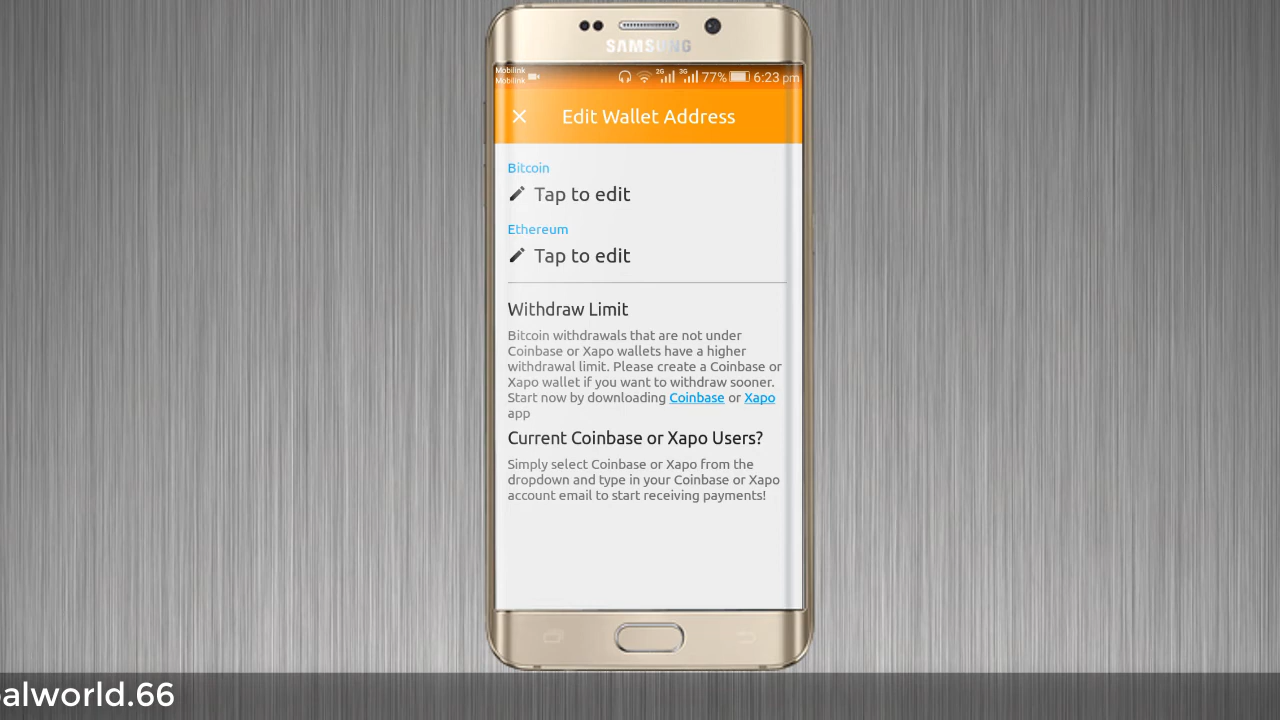 SAMSUNG
Mobilink
Mobilink
2G 3G 77% 6:23 pm
Edit Wallet Address
Bitcoin
Tap to edit
Ethereum
Tap to edit
Withdraw Limit
Bitcoin withdrawals that are not under
Coinbase or Xapo wallets have a higher
withdrawal limit. Please create a Coinbase or
Xapo wallet if you want to withdraw sooner.
Start now by downloading Coinbase or Xapo
app
Current Coinbase or Xapo Users?
Simply select Coinbase or Xapo from the
dropdown and type in your Coinbase or Xapo
account email to start receiving payments!
alworld.66